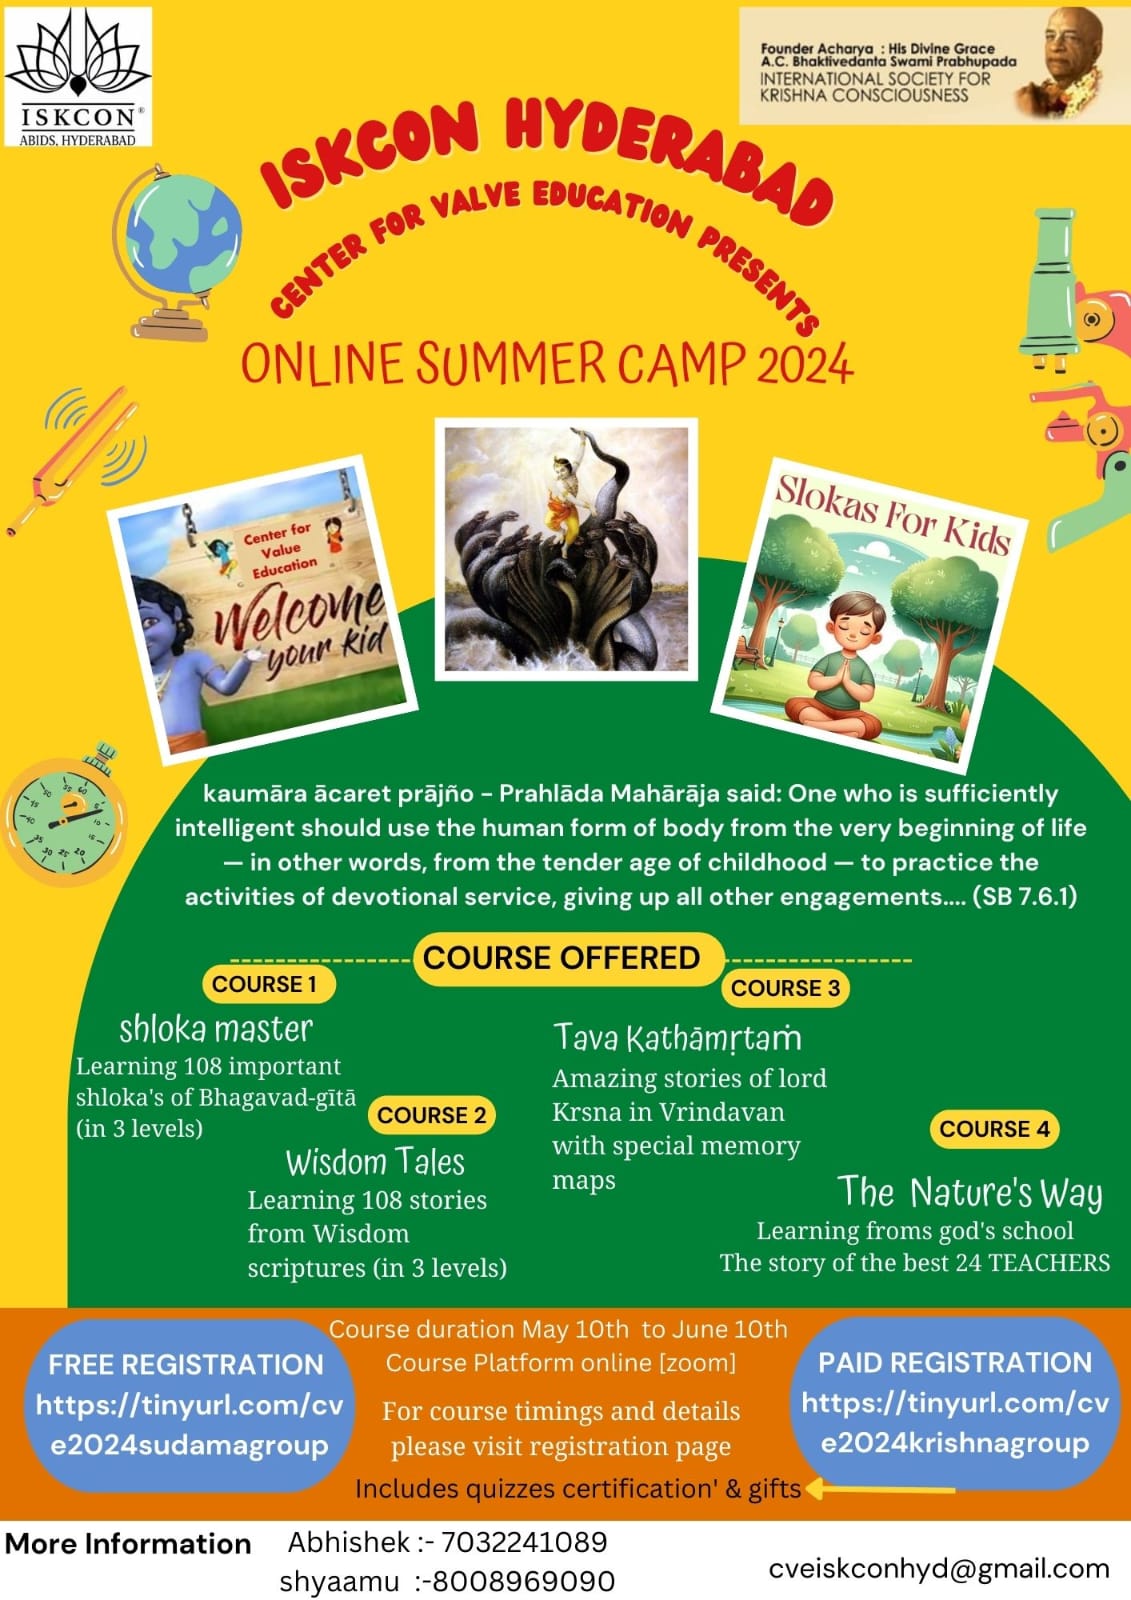 ISKCON®
ABIDS, HYDERABAD
Founder Acharya : His Divine Grace
A.C. Bhaktivedanta Swami Prabhupada
INTERNATIONAL SOCIETY FOR
KRISHNA CONSCIOUSNESS
ISKCON HYDERABAD
CENTER FOR VALVE EDUCATION PRESENTS
ONLINE SUMMER CAMP 2024
Center for
Value
Education
Welcome
your kid
Slokas For Kids
kaumāra ācaret prājño – Prahlāda Mahārāja said: One who is sufficiently
intelligent should use the human form of body from the very beginning of life
— in other words, from the tender age of childhood — to practice the
activities of devotional service, giving up all other engagements.... (SB 7.6.1)
COURSE OFFERED
COURSE 1
shloka master
Learning 108 important
shloka's of Bhagavad-gītā
(in 3 levels)
COURSE 2
Wisdom Tales
Learning 108 stories
from Wisdom
scriptures (in 3 levels)
COURSE 3
Tava Kathāmṛtaṁ
Amazing stories of lord
Krsna in Vrindavan
with special memory
maps
COURSE 4
The Nature's Way
Learning froms god's school
The story of the best 24 TEACHERS
FREE REGISTRATION
https://tinyurl.com/cv
e2024sudamagroup
Course duration May 10th to June 10th
Course Platform online [zoom]
For course timings and details
please visit registration page
Includes quizzes certification' & gifts
PAID REGISTRATION
https://tinyurl.com/cv
e2024krishnagroup
More Information
Abhishek :- 7032241089
shyaamu :-8008969090
cveiskconhyd@gmail.com